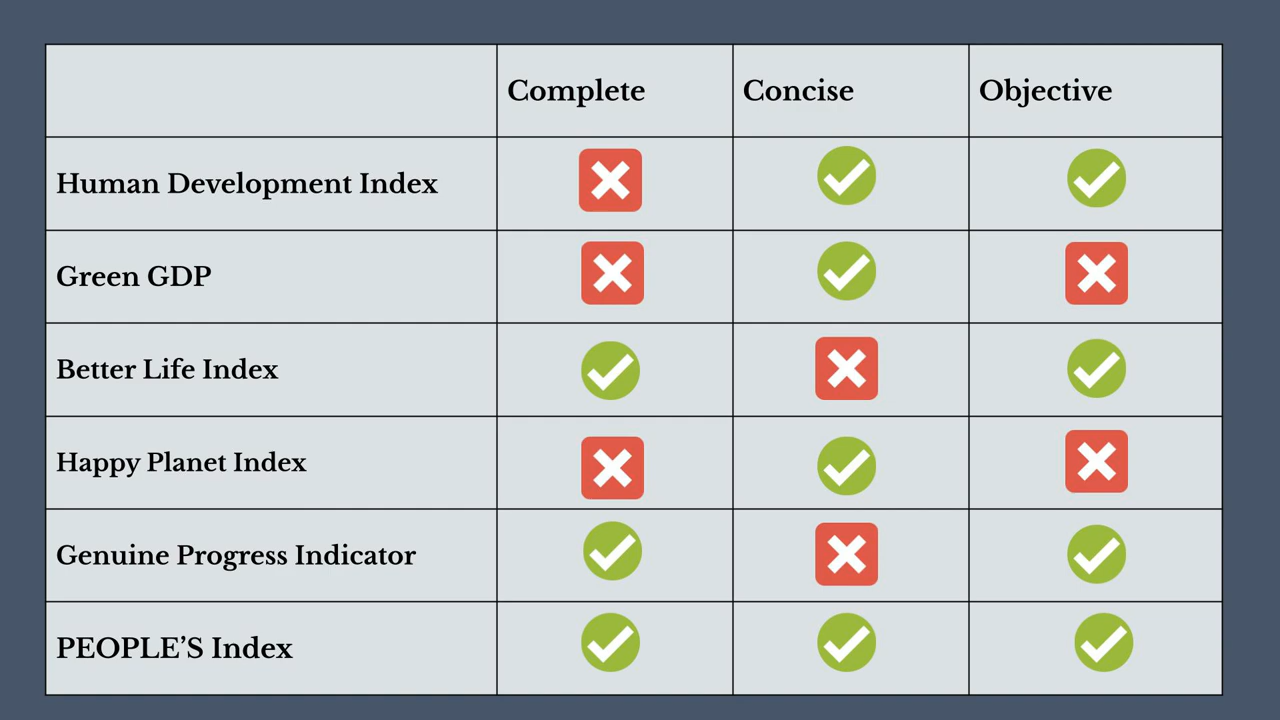 Complete Concise Objective
Human Development Index
Green GDP
Better Life Index
Happy Planet Index
Genuine Progress Indicator
PEOPLE’S Index